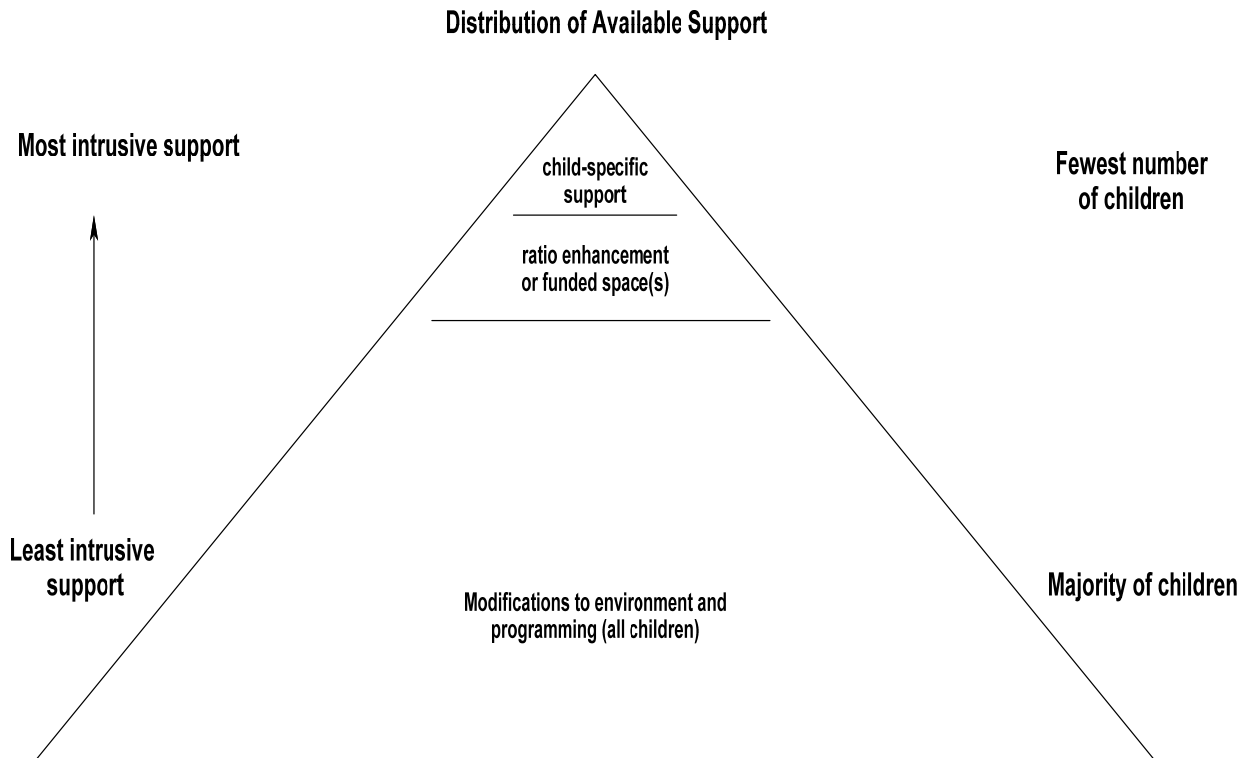 Distribution of Available Support
Most intrusive support
child-specific
support
Fewest number
of children
ratio enhancement
or funded space(s)
Least intrusive
support
Majority of children
Modifications to environment and
programming (all children)